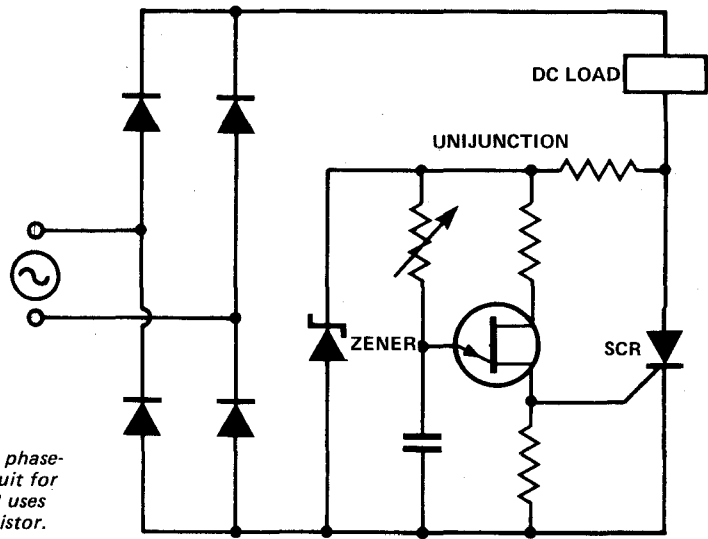 DC LOAD
UNIJUNCTION
ZENER
SCR
phase-
uit for
uses
istor.